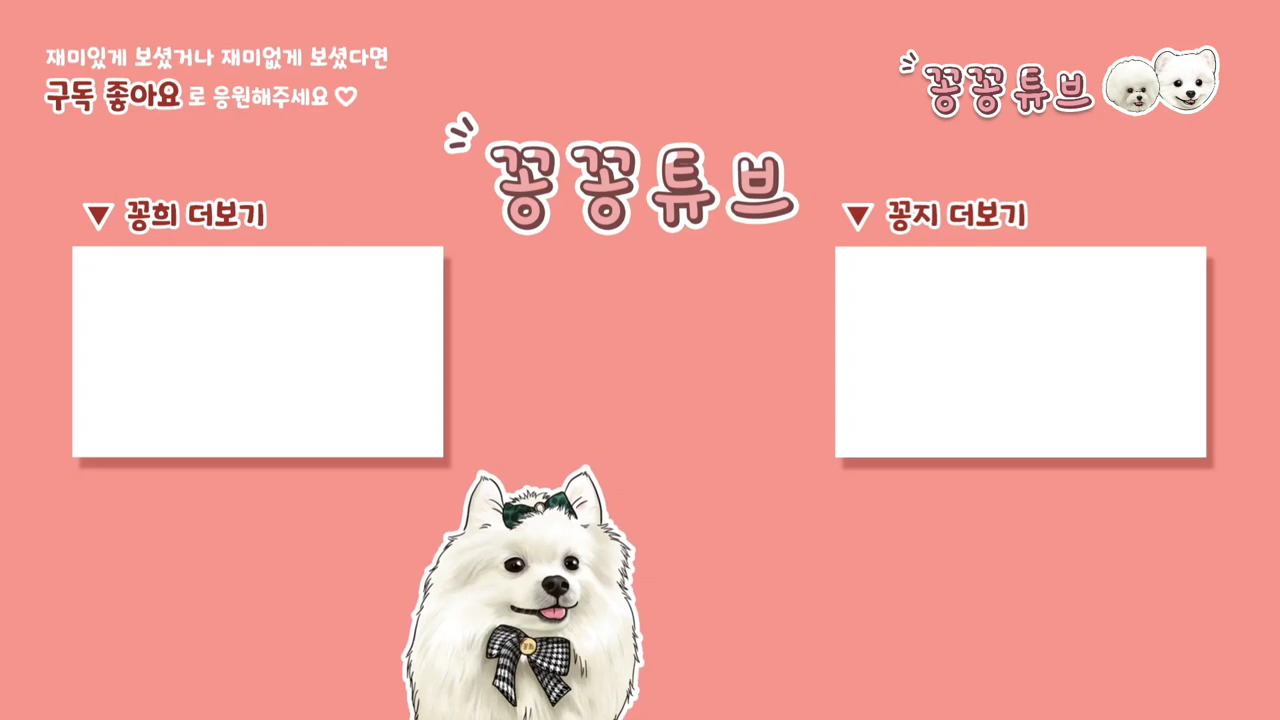 재미있게 보셨거나 재미없게 보셨다면
구독 좋아요 로 응원해주세요 ♡
꽁꽁튜브
꽁꽁튜브
▼ 꽁희 더보기
▼ 꽁지 더보기